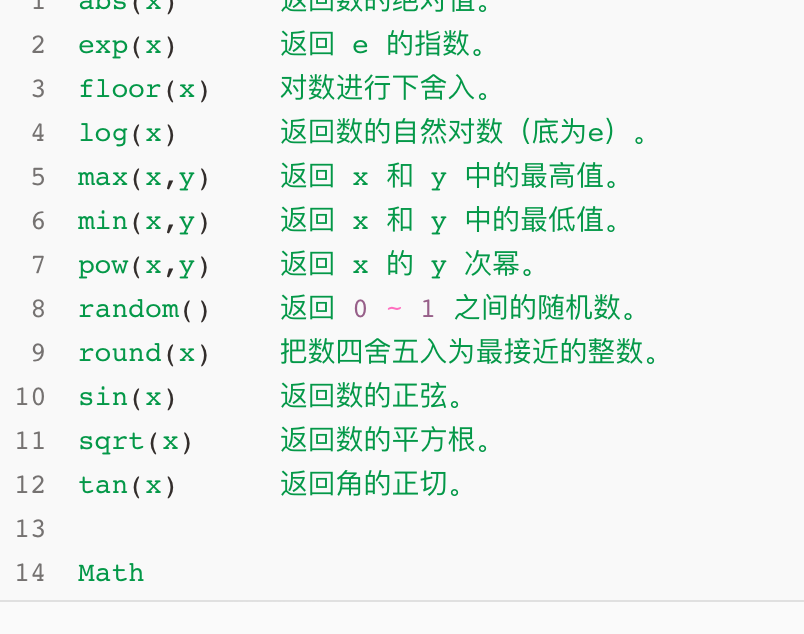 1 abs(x) 返回数的绝对值。
2 exp(x) 返回 e 的指数。
3 floor(x) 对数进行下舍入。
4 log(x) 返回数的自然对数（底为e）。
5 max(x,y) 返回 x 和 y 中的最高值。
6 min(x,y) 返回 x 和 y 中的最低值。
7 pow(x,y) 返回 x 的 y 次幂。
8 random() 返回 0 ~ 1 之间的随机数。
9 round(x) 把数四舍五入为最接近的整数。
10 sin(x) 返回数的正弦。
11 sqrt(x) 返回数的平方根。
12 tan(x) 返回角的正切。
13
14 Math